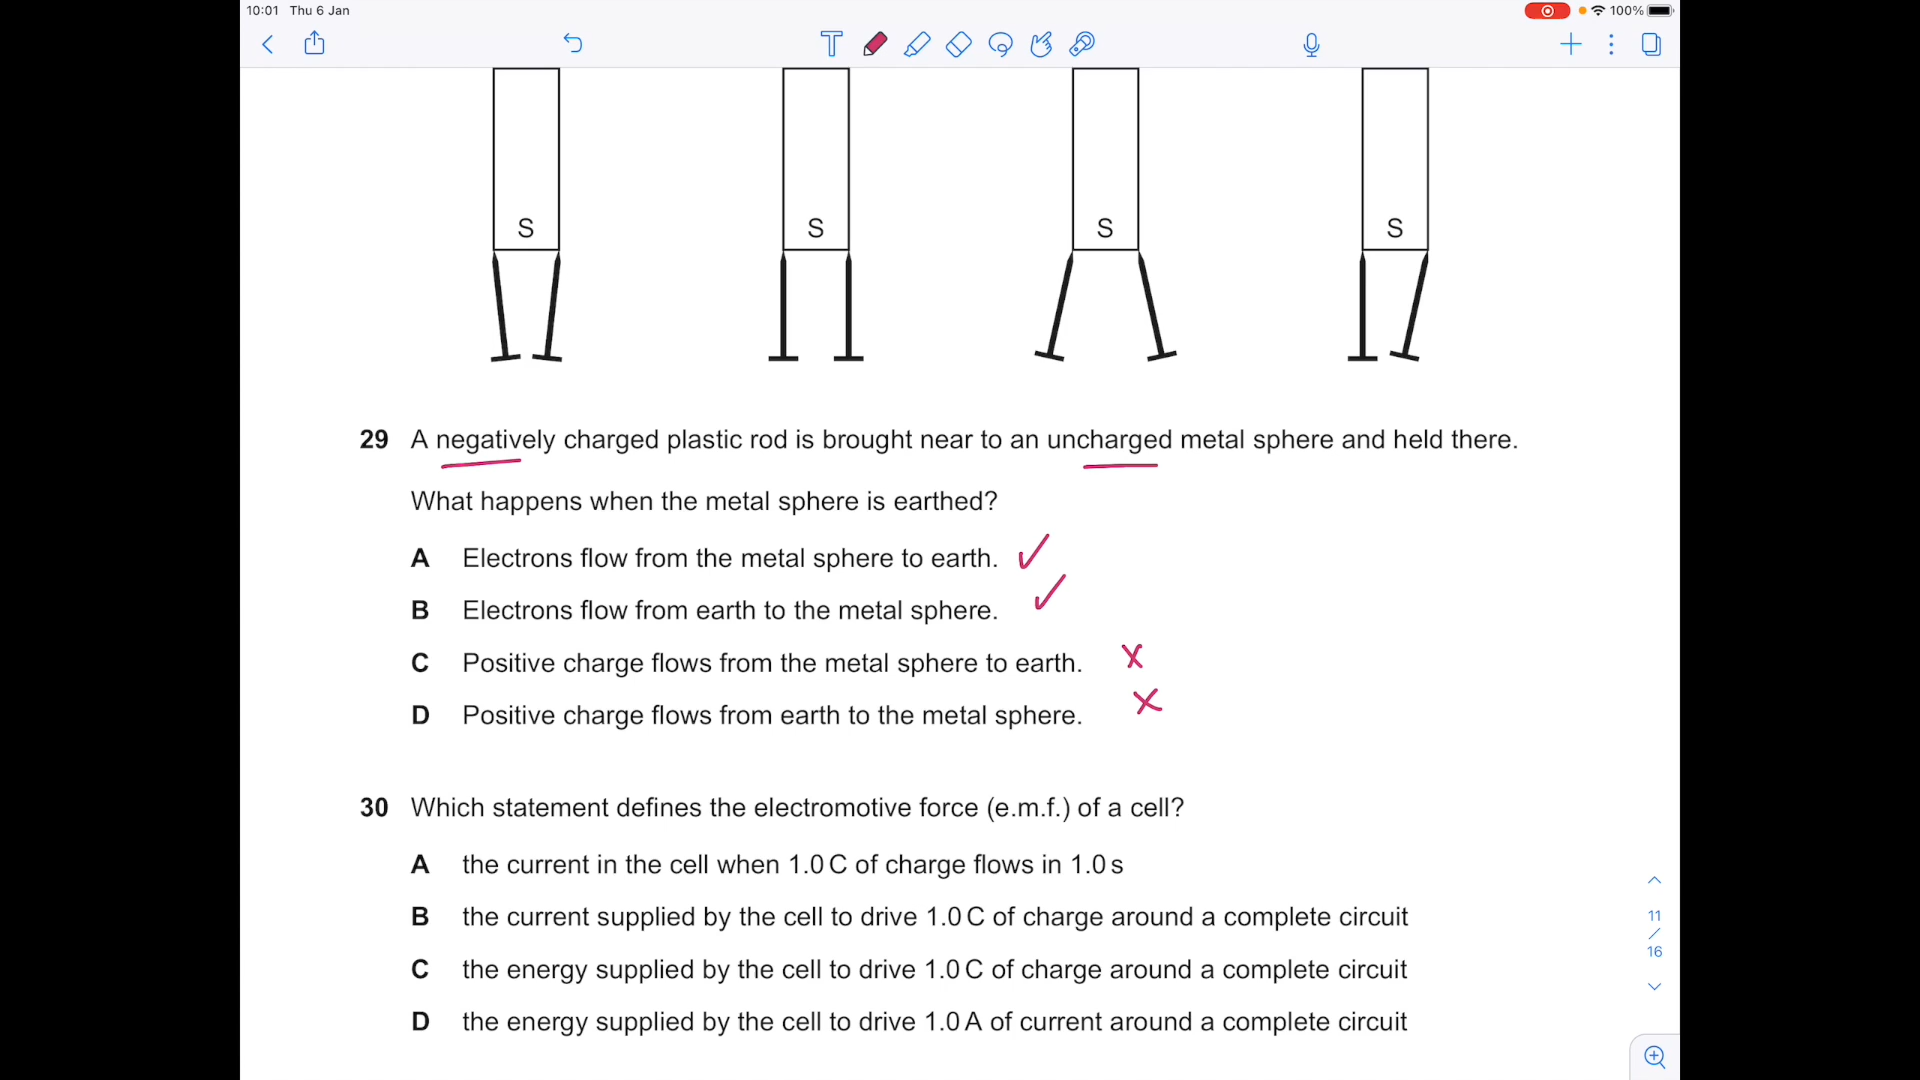 10:01 Thu 6 Jan
100%
T
S S S S
29 A negatively charged plastic rod is brought near to an uncharged metal sphere and held there.
What happens when the metal sphere is earthed?
A Electrons flow from the metal sphere to earth.
B Electrons flow from earth to the metal sphere.
C Positive charge flows from the metal sphere to earth.
D Positive charge flows from earth to the metal sphere.
30 Which statement defines the electromotive force (e.m.f.) of a cell?
A the current in the cell when 1.0 C of charge flows in 1.0 s
B the current supplied by the cell to drive 1.0 C of charge around a complete circuit
C the energy supplied by the cell to drive 1.0 C of charge around a complete circuit
D the energy supplied by the cell to drive 1.0 A of current around a complete circuit
11
/
16